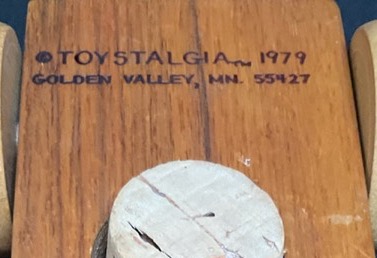 © TOYSTALGIA™ 1979
GOLDEN VALLEY, MN. 55427